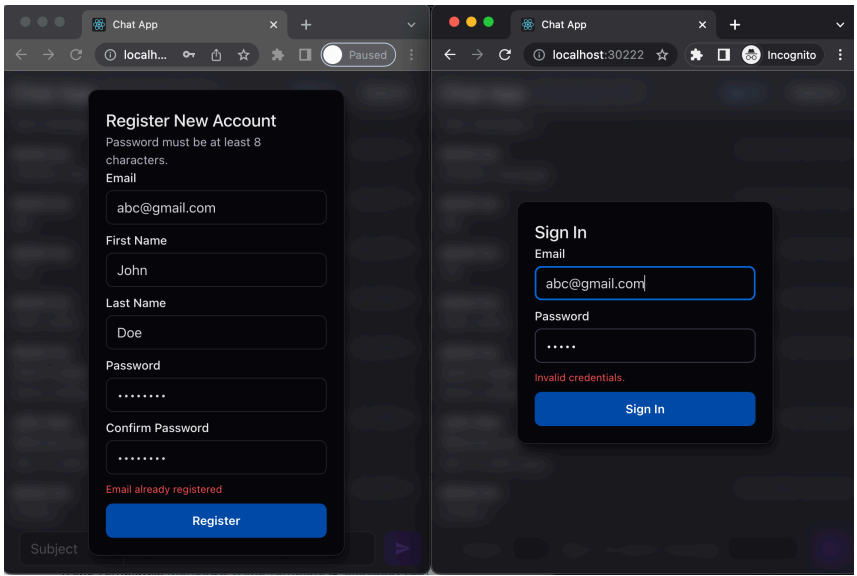 Chat App
localh...
Paused
Register New Account
Password must be at least 8
characters.
Email
abc@gmail.com
First Name
John
Last Name
Doe
Password
Confirm Password
Email already registered
Register
Subject
Chat App
localhost:30222
Incognito
Sign In
Email
abc@gmail.com
Password
Invalid credentials.
Sign In